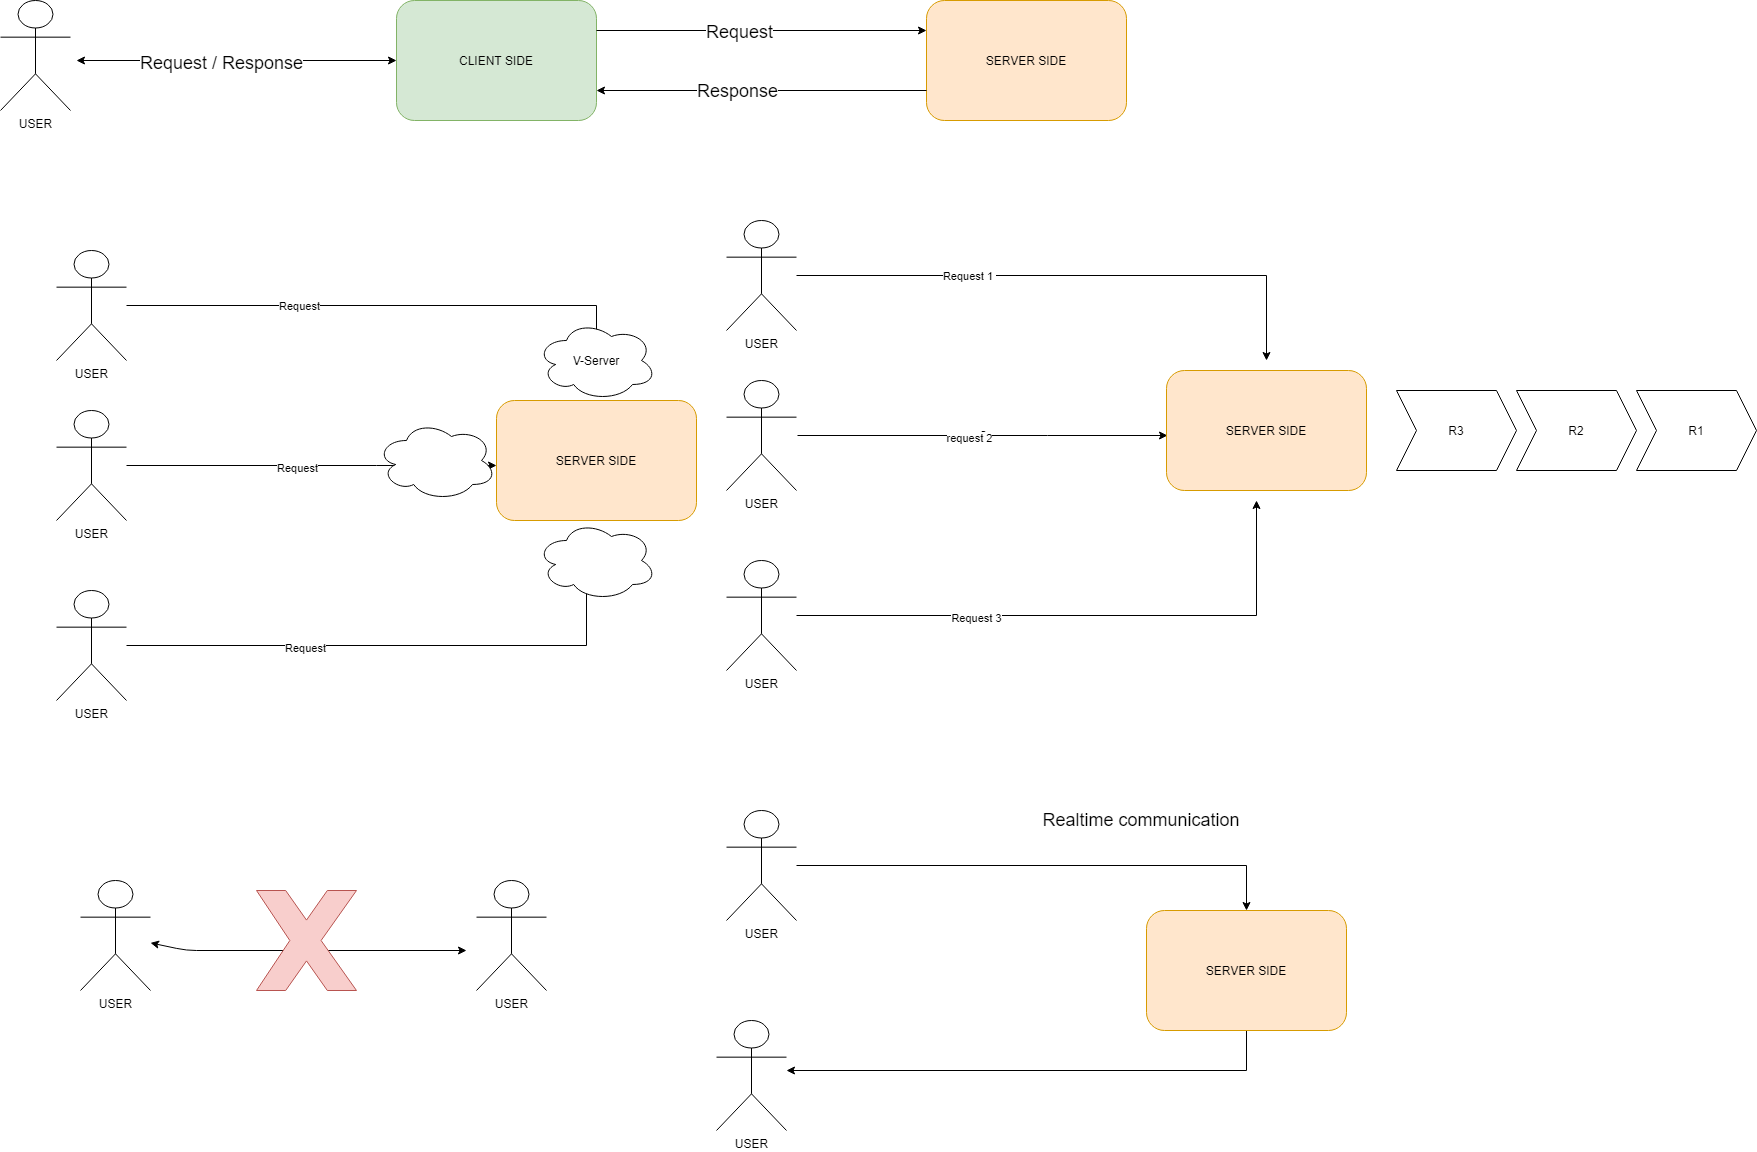 Request / Response
USER
CLIENT SIDE
Request
Response
SERVER SIDE
USER
Request
V-Server
USER
Request
SERVER SIDE
USER
Request
USER
Request 1
USER
request 2
SERVER SIDE
R3
R2
R1
USER
Request 3
USER
USER
Realtime communication
USER
SERVER SIDE
USER